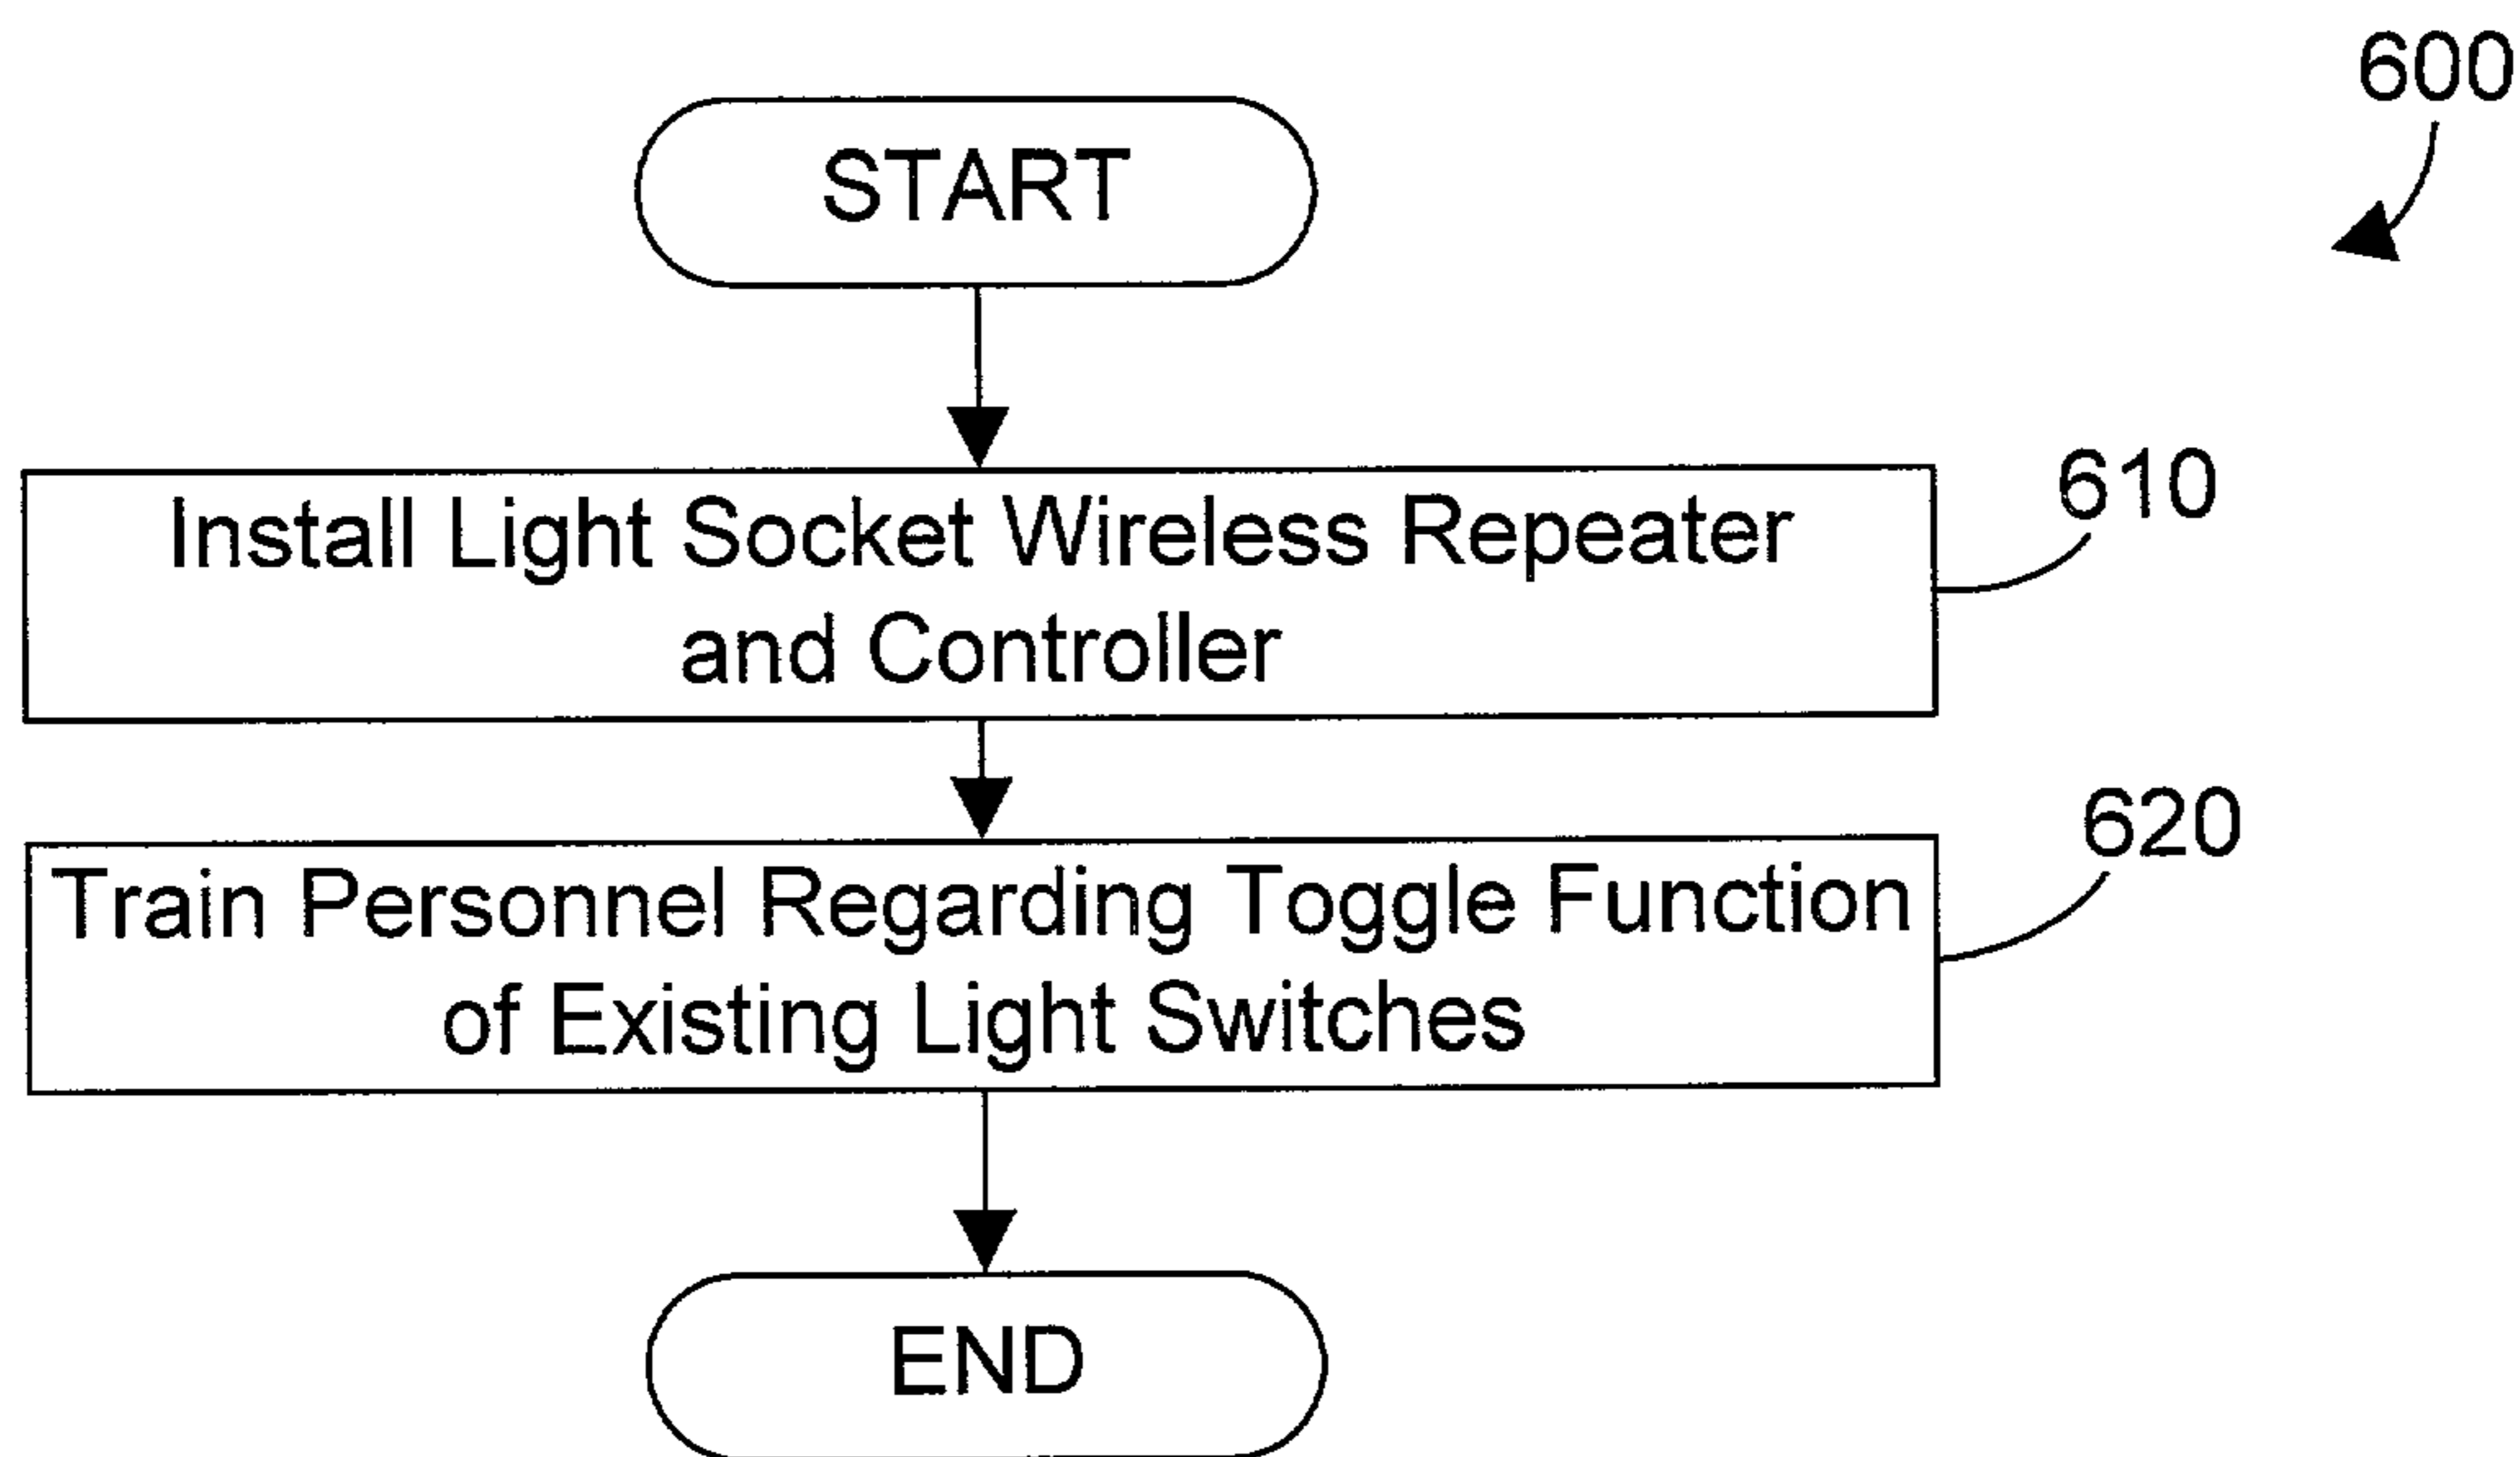 600
START
Install Light Socket Wireless Repeater
and Controller
610
Train Personnel Regarding Toggle Function
of Existing Light Switches
620
END